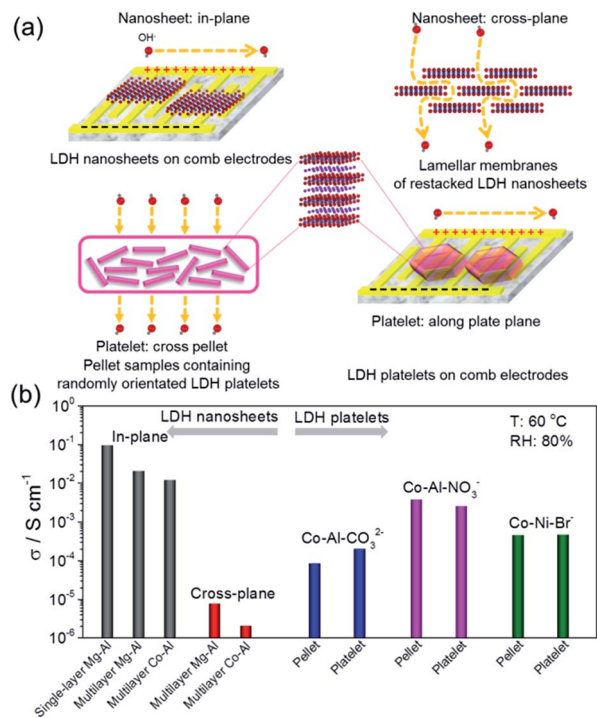 (a)
Nanosheet: in-plane
OH-
+ + + + + + + + + + + +
LDH nanosheets on comb electrodes
Nanosheet: cross-plane
Lamellar membranes
of restacked LDH nanosheets
Platelet: cross pellet
Pellet samples containing
randomly orientated LDH platelets
+ + + + + + + + + + + +
Platelet: along plate plane
LDH platelets on comb electrodes
(b)
σ / S cm⁻¹
10⁰
10⁻¹
10⁻²
10⁻³
10⁻⁴
10⁻⁵
10⁻⁶
LDH nanosheets
LDH platelets
T: 60 °C
RH: 80%
In-plane
Cross-plane
Co-Al-CO₃²⁻
Co-Al-NO₃⁻
Co-Ni-Br⁻
Single-layer Mg-Al
Multilayer Mg-Al
Multilayer Co-Al
Multilayer Mg-Al
Multilayer Co-Al
Pellet
Platelet
Pellet
Platelet
Pellet
Platelet